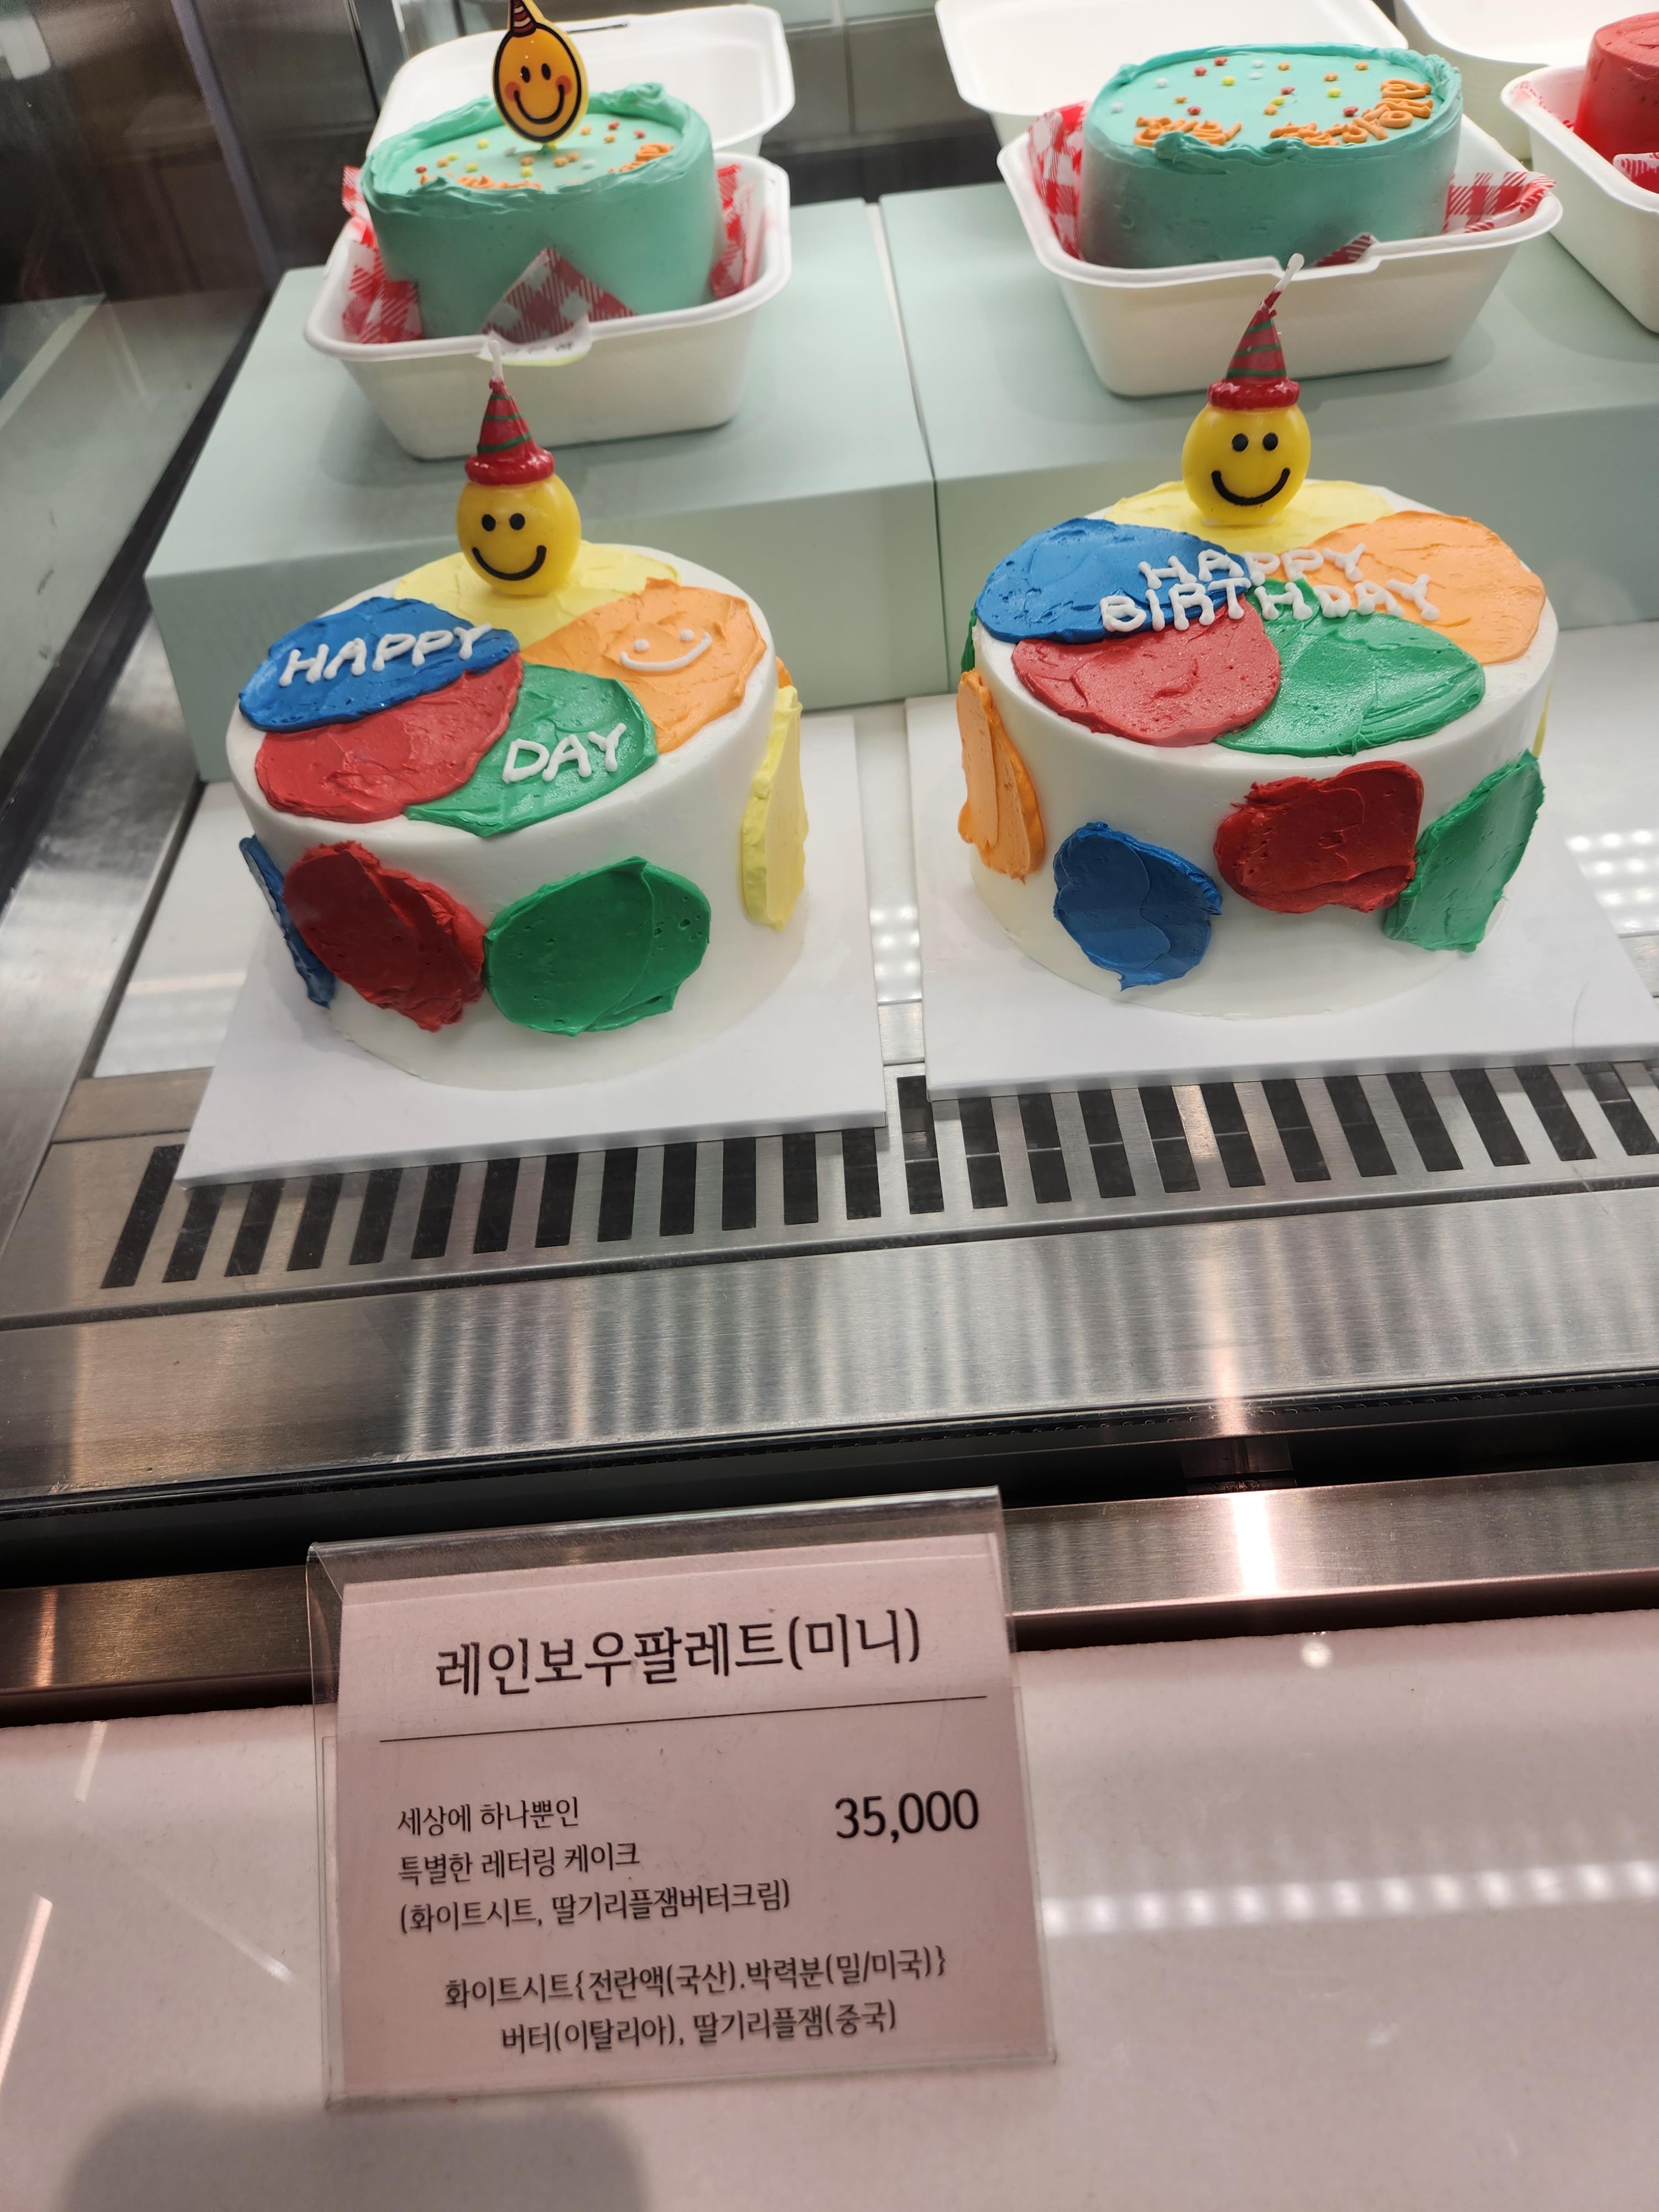 HAPPY
DAY
HAPPY
BIRTHDAY
레인보우팔레트(미니)
세상에 하나뿐인
특별한 레터링 케이크
(화이트시트, 딸기리플잼버터크림)
35,000
화이트시트{전란액(국산).박력분(밀/미국)}
버터(이탈리아), 딸기리플잼(중국)